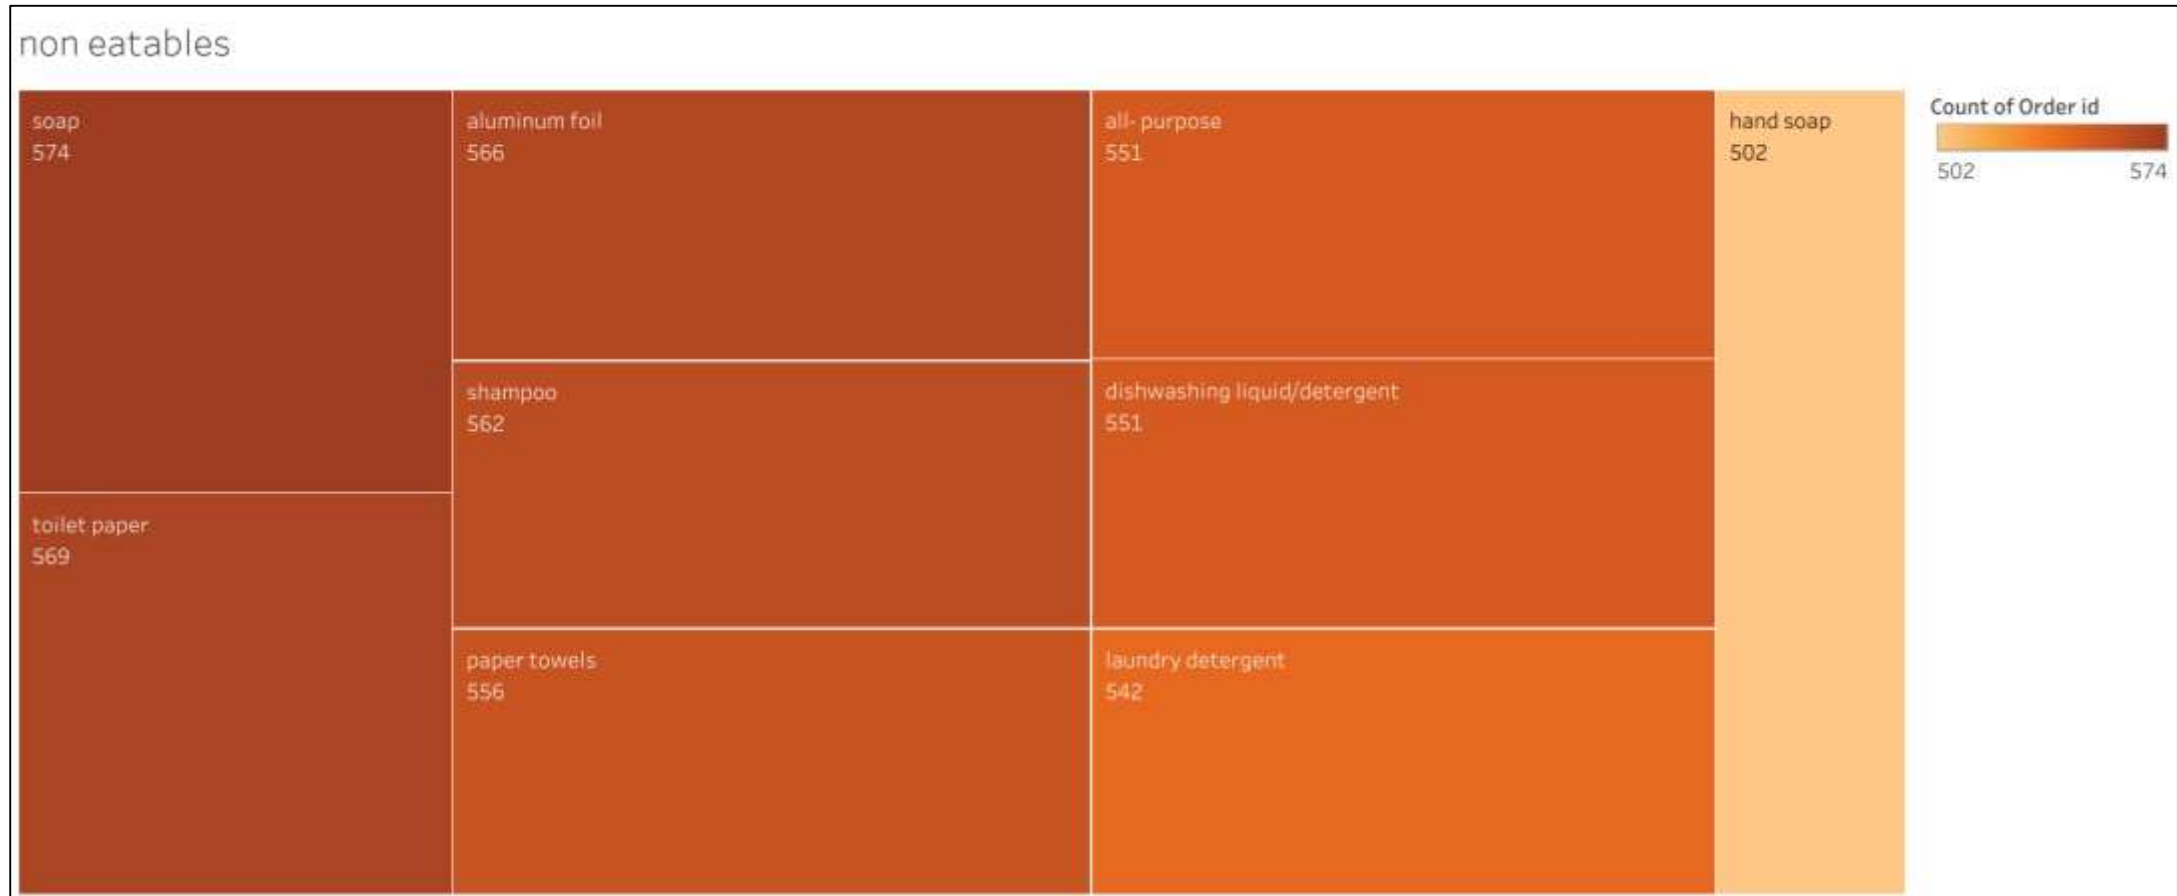 non eatables
soap
574
toilet paper
569
aluminum foil
566
shampoo
562
paper towels
556
all- purpose
551
dishwashing liquid/detergent
551
laundry detergent
542
hand soap
502
Count of Order id
502 574